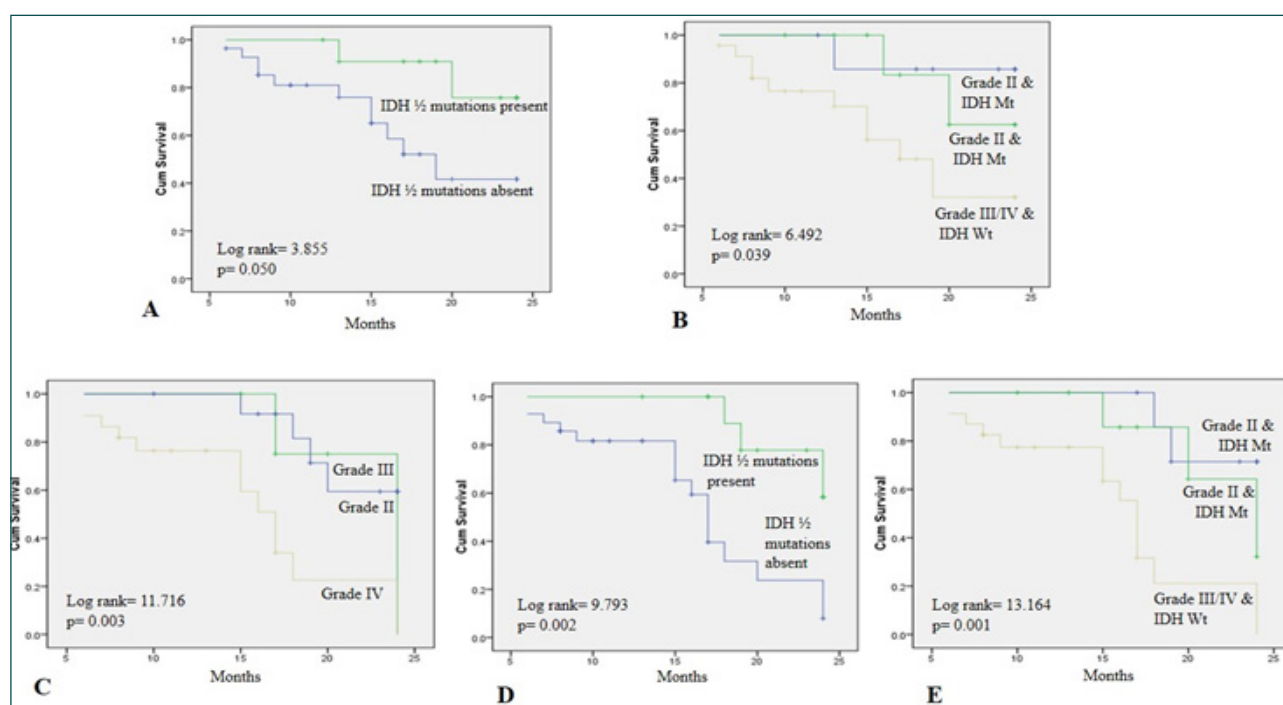 1.0
0.8
0.6
0.4
0.2
0.0
Cum Survival
IDH ½ mutations present
IDH ½ mutations absent
Log rank= 3.855
p= 0.050
5
10
15
20
25
Months
A
1.0
0.8
0.6
0.4
0.2
0.0
Cum Survival
Grade II &
IDH Mt
Grade II &
IDH Mt
Grade III/IV &
IDH Wt
Log rank= 6.492
p= 0.039
5
10
15
20
25
Months
B
1.0
0.8
0.6
0.4
0.2
0.0
Cum Survival
Grade III
Grade II
Grade IV
Log rank= 11.716
p= 0.003
5
10
15
20
25
Months
C
1.0
0.8
0.6
0.4
0.2
0.0
Cum Survival
IDH ½ mutations
present
IDH ½
mutations
absent
Log rank= 9.793
p= 0.002
5
10
15
20
25
Months
D
1.0
0.8
0.6
0.4
0.2
0.0
Cum Survival
Grade II &
IDH Mt
Grade II &
IDH Mt
Grade III/IV &
IDH Wt
Log rank= 13.164
p= 0.001
5
10
15
20
25
Months
E